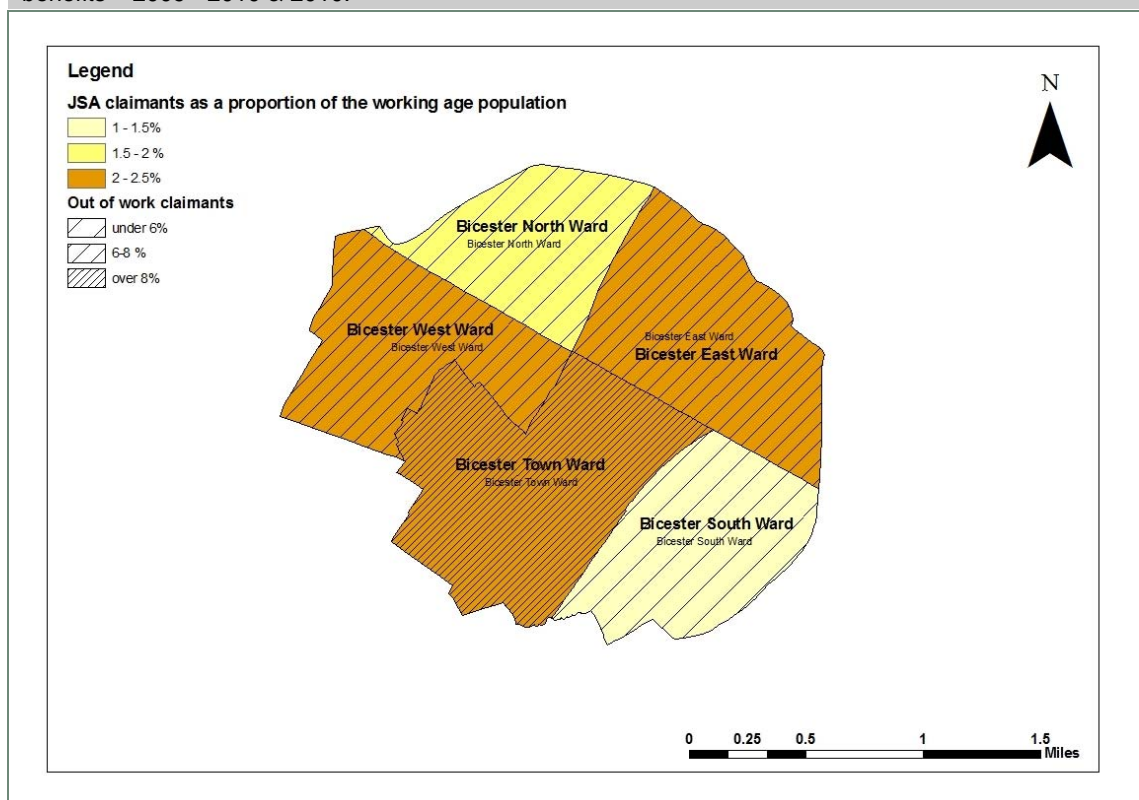 Legend
JSA claimants as a proportion of the working age population
1 - 1.5%
1.5 - 2 %
2 - 2.5%
Out of work claimants
under 6%
6-8 %
over 8%
N
Bicester North Ward
Bicester North Ward
Bicester West Ward
Bicester West Ward
Bicester East Ward
Bicester East Ward
Bicester Town Ward
Bicester Town Ward
Bicester South Ward
Bicester South Ward
0 0.25 0.5 1 1.5
Miles